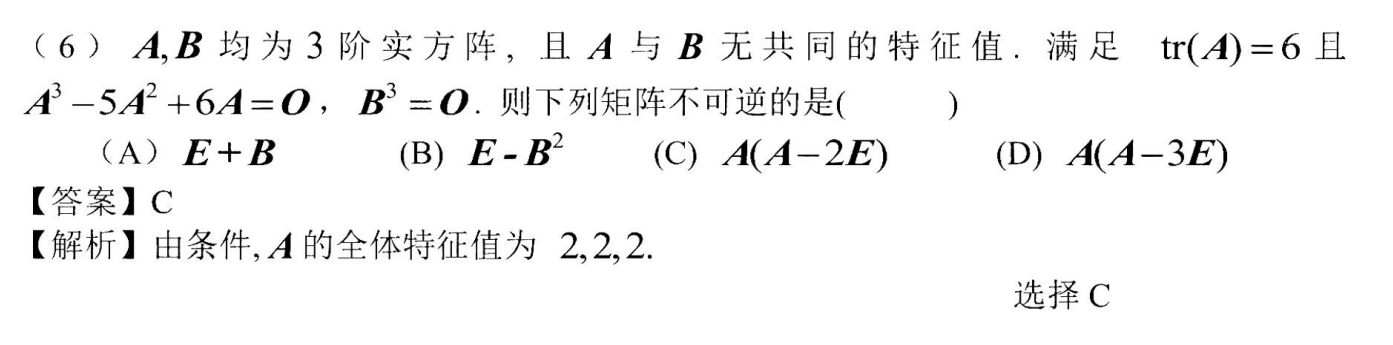 （6） A,B 均为 3 阶实方阵, 且 A 与 B 无共同的特征值. 满足 tr(A)=6 且
A³－5A²＋6A＝O， B³＝O. 则下列矩阵不可逆的是(    )
（A）E+B    (B) E-B²    (C) A(A−2E)    (D) A(A−3E)
【答案】C
【解析】由条件, A 的全体特征值为 2,2,2.
选择 C